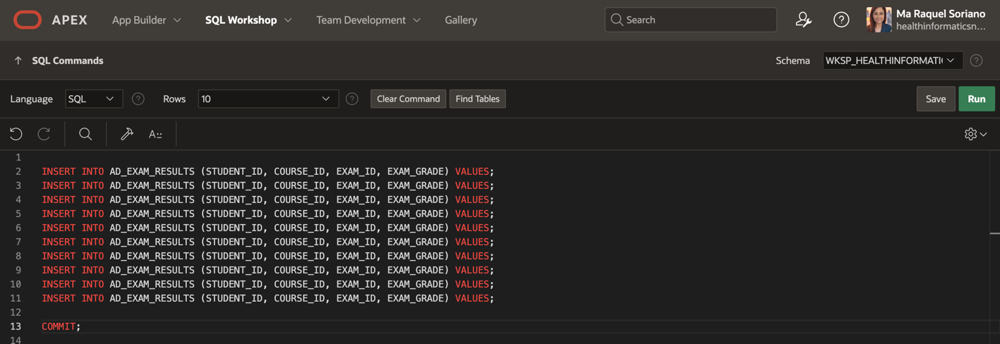 APEX App Builder SQL Workshop Team Development Gallery Search Ma Raquel Soriano
healthinformaticsn...
SQL Commands Schema WKSP_HEALTHINFORMATI
Language SQL Rows 10 Clear Command Find Tables Save Run
A
1
2 INSERT INTO AD_EXAM_RESULTS (STUDENT_ID, COURSE_ID, EXAM_ID, EXAM_GRADE) VALUES;
3 INSERT INTO AD_EXAM_RESULTS (STUDENT_ID, COURSE_ID, EXAM_ID, EXAM_GRADE) VALUES;
4 INSERT INTO AD_EXAM_RESULTS (STUDENT_ID, COURSE_ID, EXAM_ID, EXAM_GRADE) VALUES;
5 INSERT INTO AD_EXAM_RESULTS (STUDENT_ID, COURSE_ID, EXAM_ID, EXAM_GRADE) VALUES;
6 INSERT INTO AD_EXAM_RESULTS (STUDENT_ID, COURSE_ID, EXAM_ID, EXAM_GRADE) VALUES;
7 INSERT INTO AD_EXAM_RESULTS (STUDENT_ID, COURSE_ID, EXAM_ID, EXAM_GRADE) VALUES;
8 INSERT INTO AD_EXAM_RESULTS (STUDENT_ID, COURSE_ID, EXAM_ID, EXAM_GRADE) VALUES;
9 INSERT INTO AD_EXAM_RESULTS (STUDENT_ID, COURSE_ID, EXAM_ID, EXAM_GRADE) VALUES;
10 INSERT INTO AD_EXAM_RESULTS (STUDENT_ID, COURSE_ID, EXAM_ID, EXAM_GRADE) VALUES;
11 INSERT INTO AD_EXAM_RESULTS (STUDENT_ID, COURSE_ID, EXAM_ID, EXAM_GRADE) VALUES;
12
13 COMMIT;
14